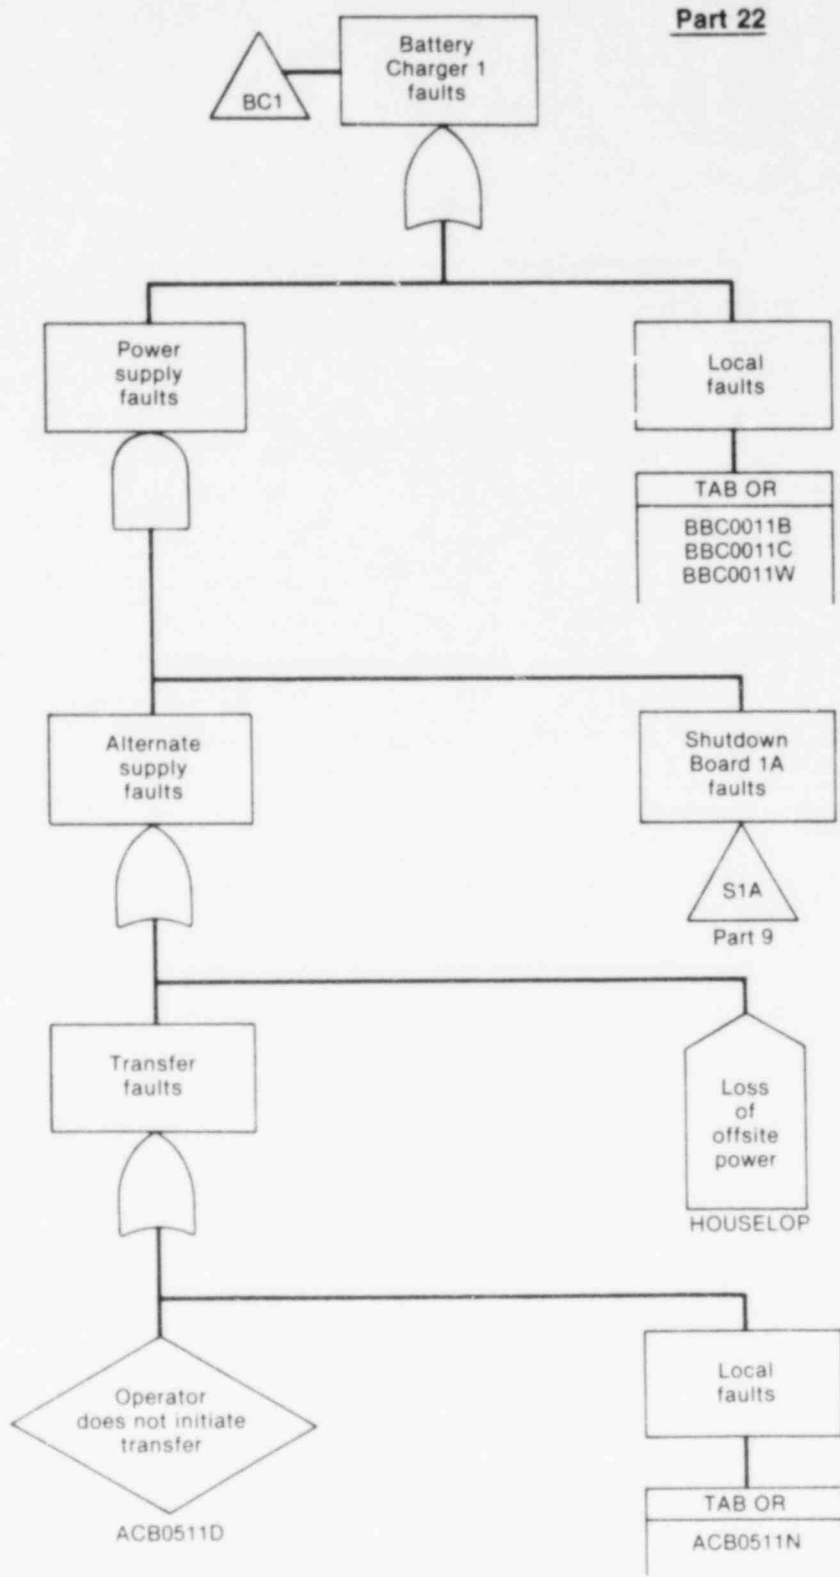 Part 22
BC1
Battery
Charger 1
faults
Power
supply
faults
Local
faults
TAB OR
BBC0011B
BBC0011C
BBC0011W
Alternate
supply
faults
Shutdown
Board 1A
faults
S1A
Part 9
Transfer
faults
Loss
of
offsite
power
HOUSELOP
Operator
does not initiate
transfer
ACB0511D
Local
faults
TAB OR
ACB0511N